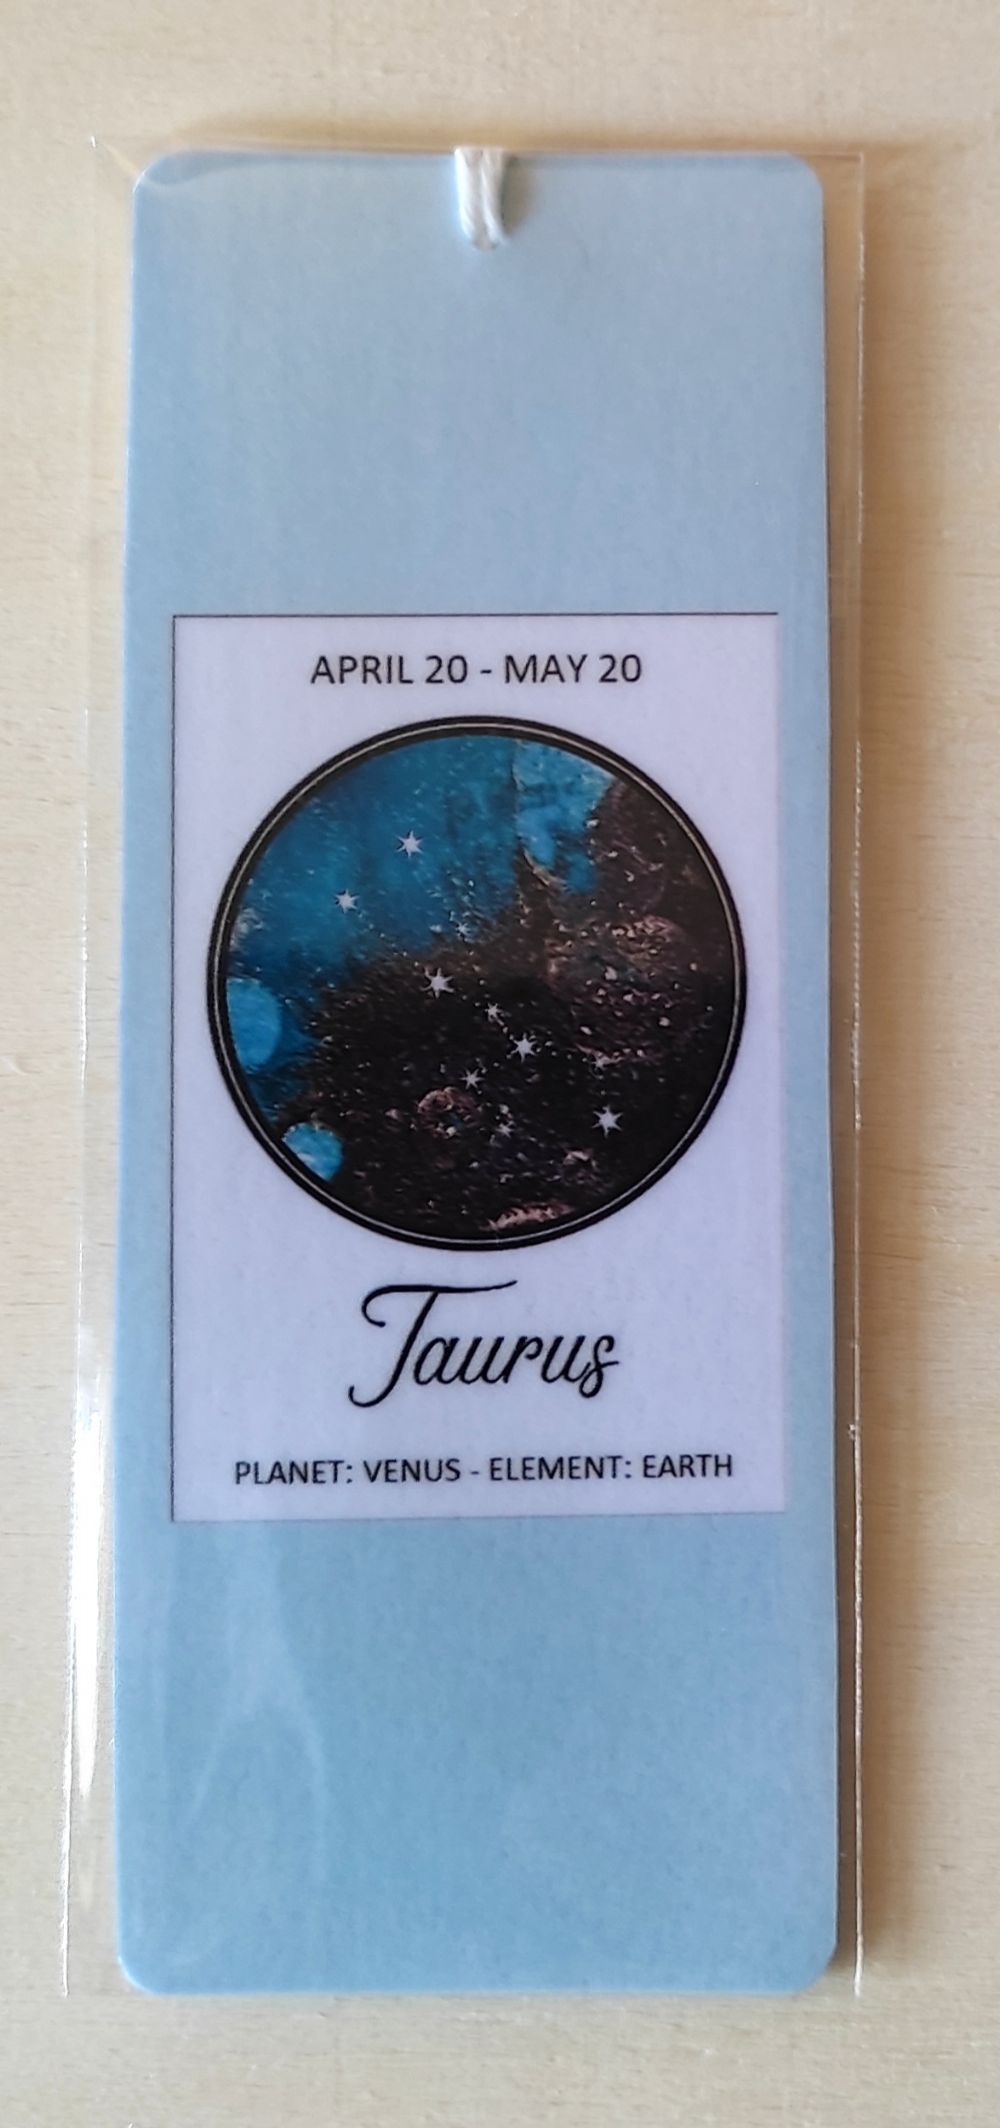 APRIL 20 - MAY 20
Taurus
PLANET: VENUS - ELEMENT: EARTH